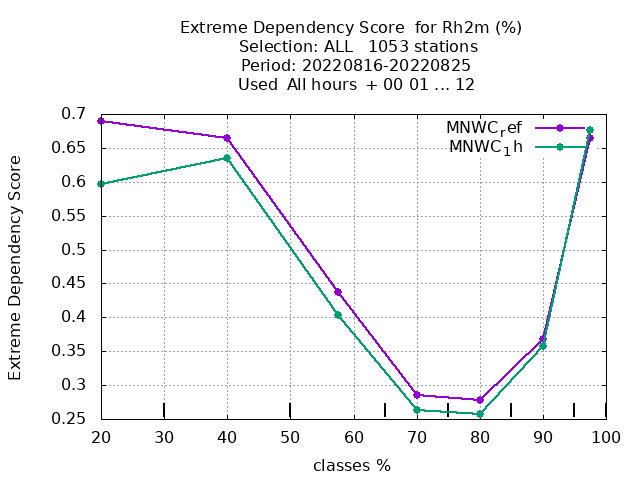 Extreme Dependency Score  for Rh2m (%)
Selection: ALL   1053 stations
Period: 20220816-20220825
Used  All hours  + 00 01 ... 12
MNWC_ref
MNWC_1h
Extreme Dependency Score
0.7
0.65
0.6
0.55
0.5
0.45
0.4
0.35
0.3
0.25
20 30 40 50 60 70 80 90 100
classes %